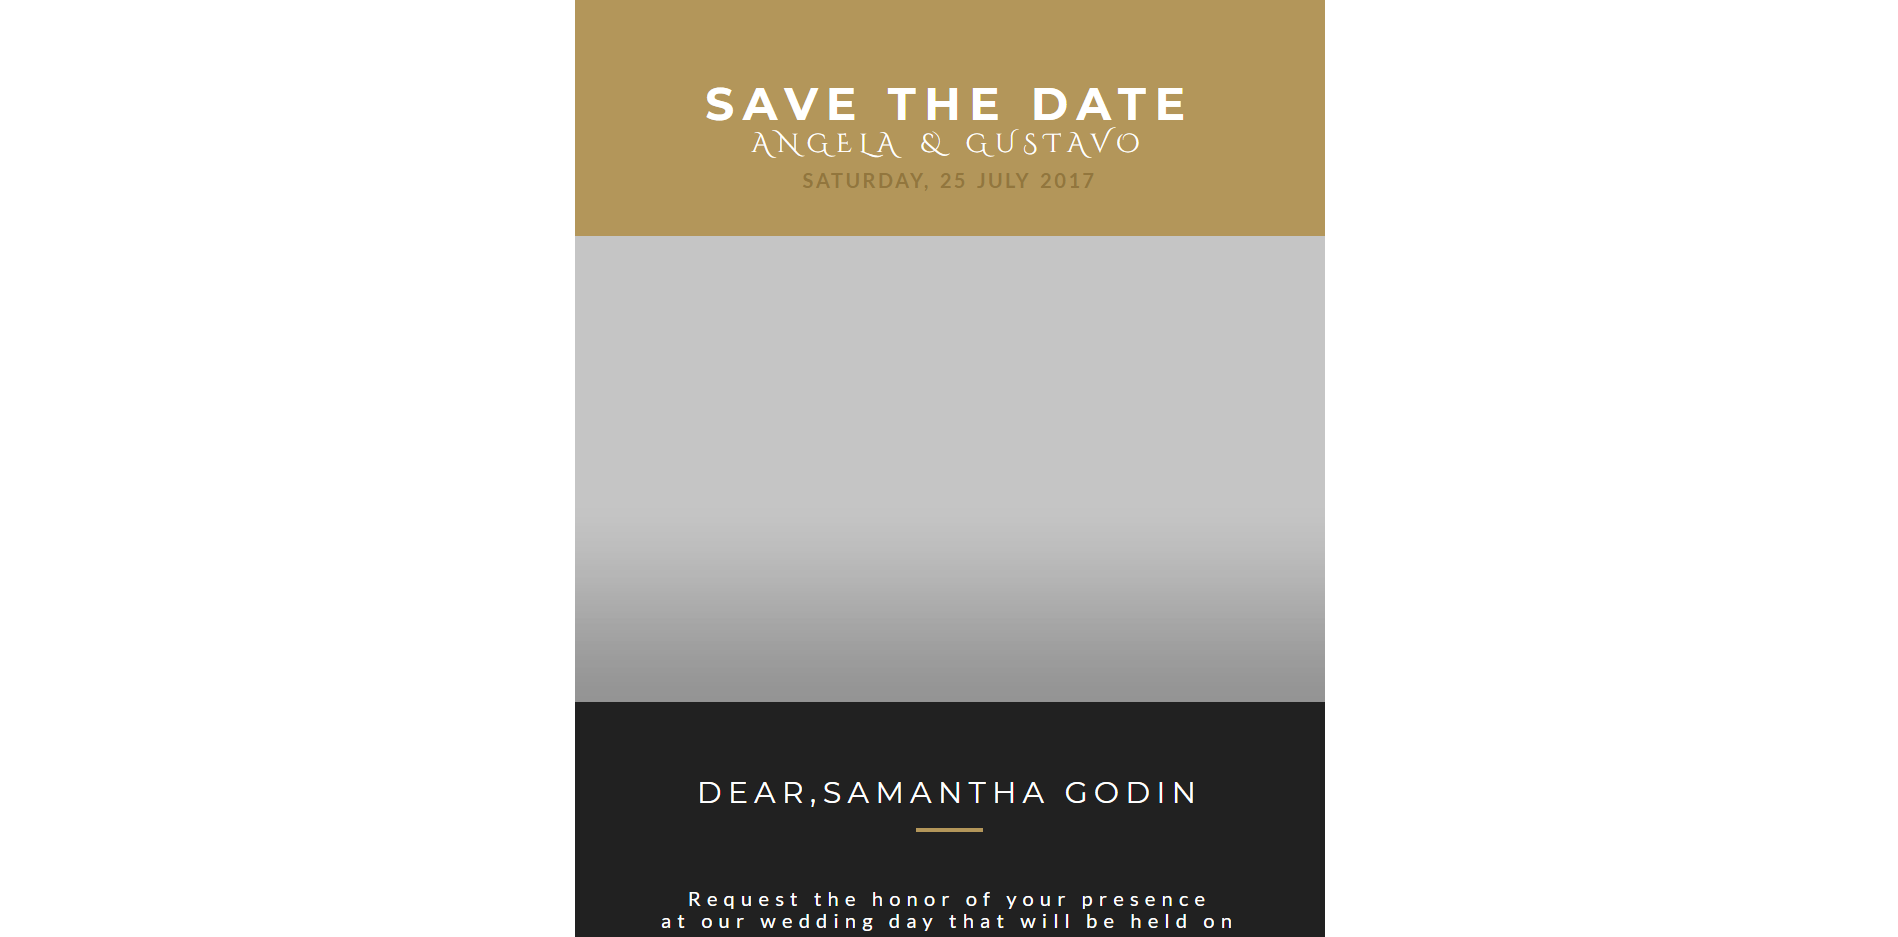 SAVE THE DATE
ANGELA & GUSTAVO
SATURDAY, 25 JULY 2017
DEAR,SAMANTHA GODIN
Request the honor of your presence
at our wedding day that will be held on